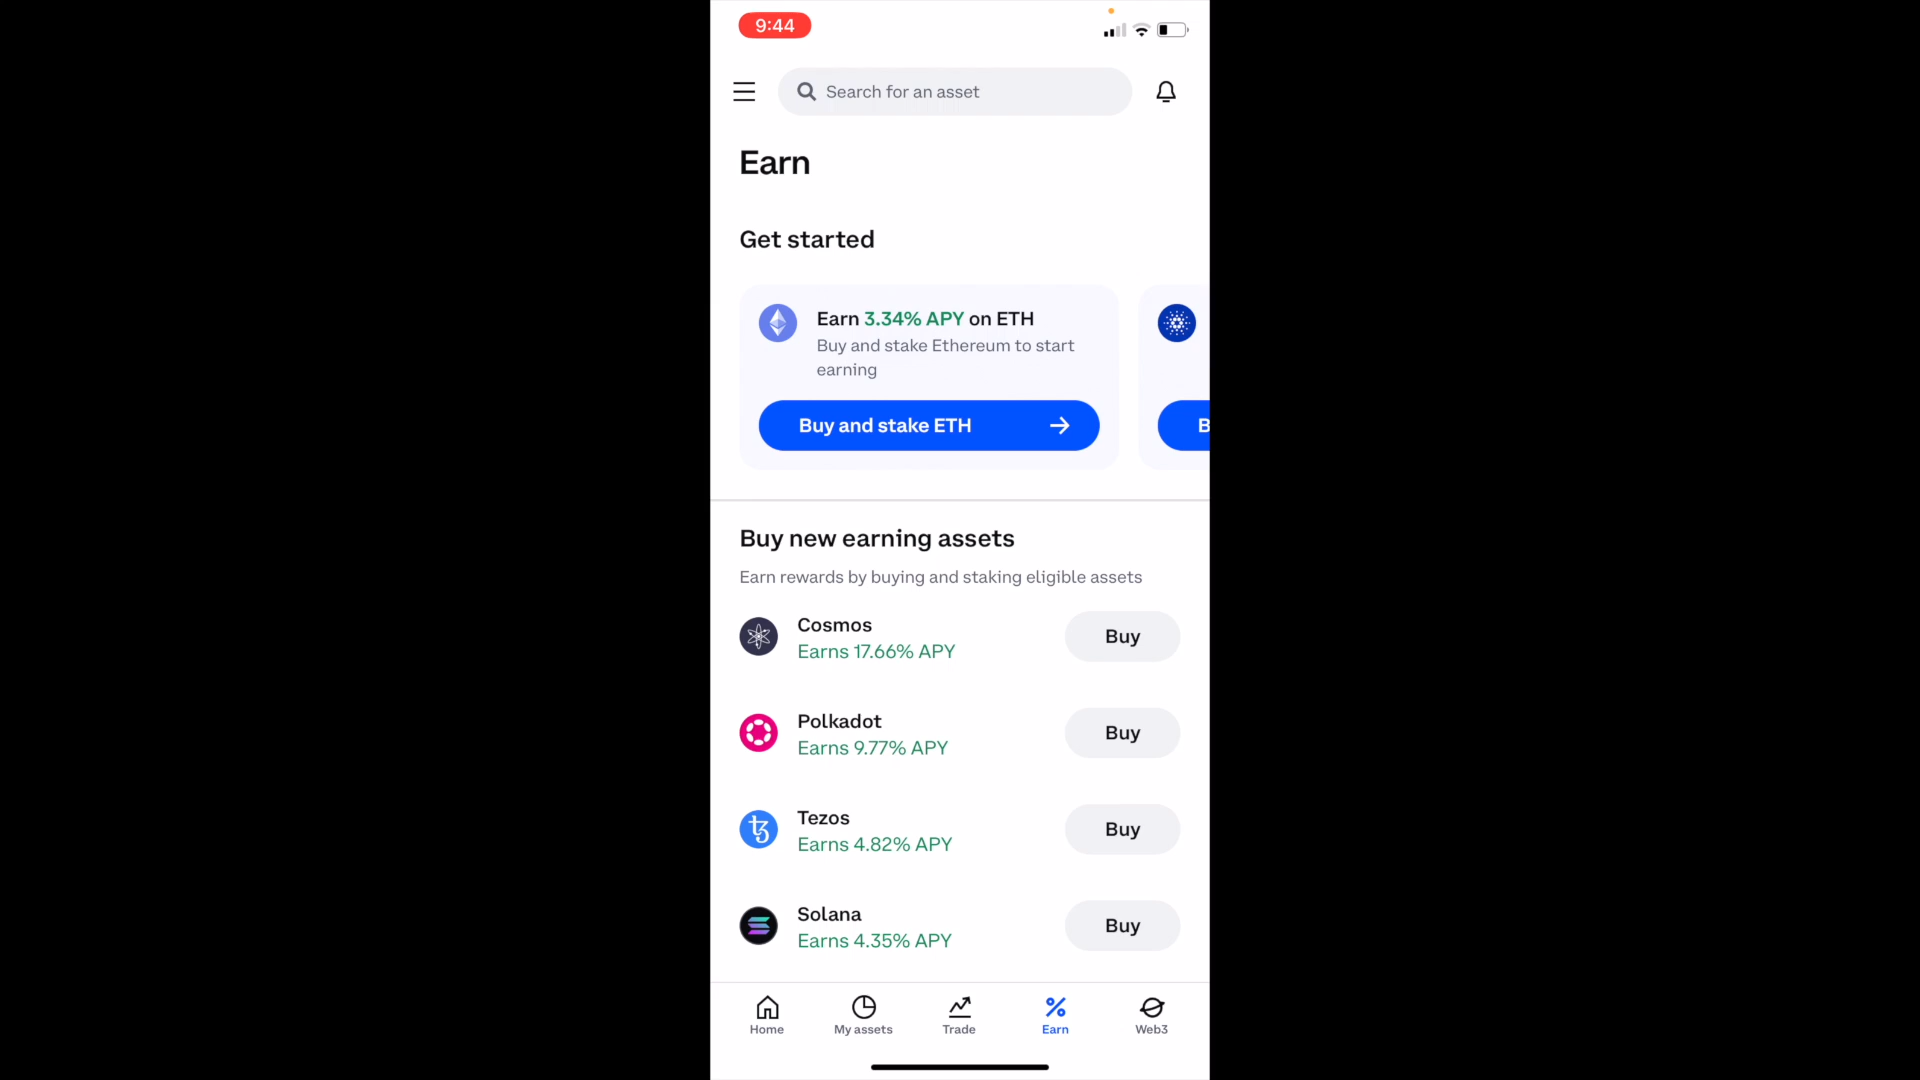 9:44
Search for an asset
Earn
Get started
Earn 3.34% APY on ETH
Buy and stake Ethereum to start
earning
Buy and stake ETH
B
Buy new earning assets
Earn rewards by buying and staking eligible assets
Cosmos
Earns 17.66% APY
Buy
Polkadot
Earns 9.77% APY
Buy
Tezos
Earns 4.82% APY
Buy
Solana
Earns 4.35% APY
Buy
Home
My assets
Trade
Earn
Web3